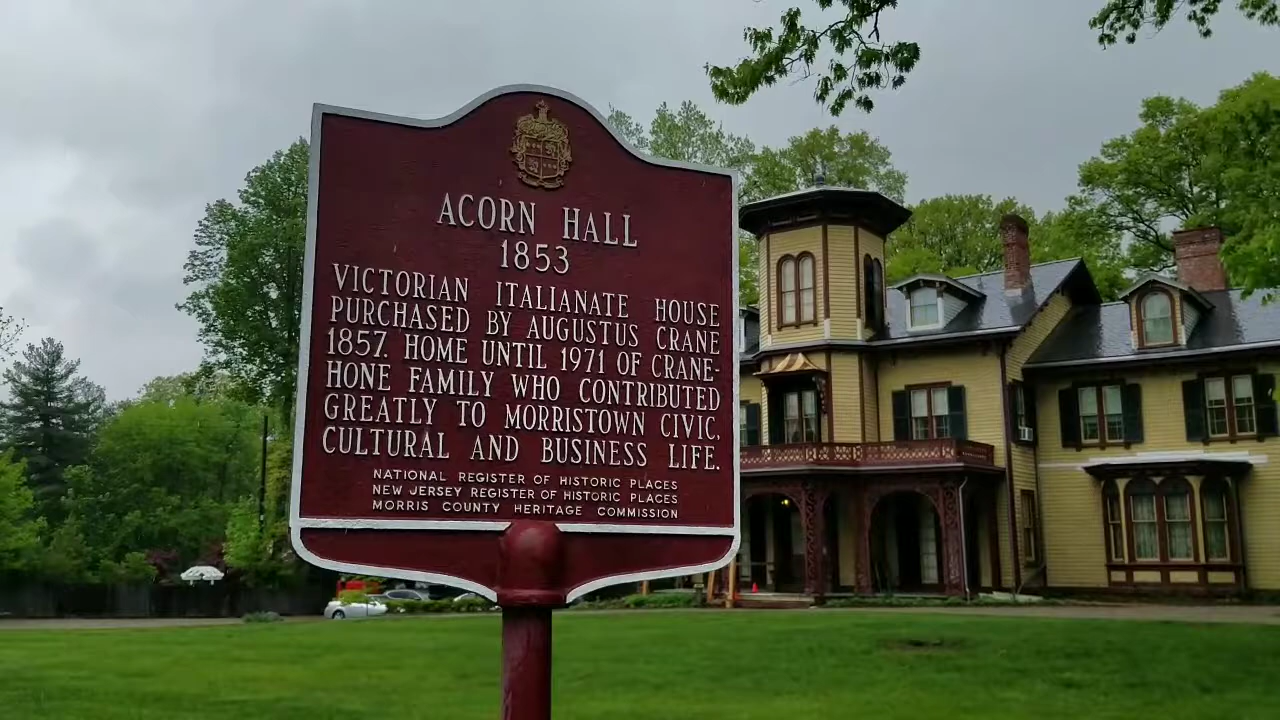 ACORN HALL
1853
VICTORIAN ITALIANATE HOUSE
PURCHASED BY AUGUSTUS CRANE
1857. HOME UNTIL 1971 OF CRANE-
HONE FAMILY WHO CONTRIBUTED
GREATLY TO MORRISTOWN CIVIC,
CULTURAL AND BUSINESS LIFE.
NATIONAL REGISTER OF HISTORIC PLACES
NEW JERSEY REGISTER OF HISTORIC PLACES
MORRIS COUNTY HERITAGE COMMISSION